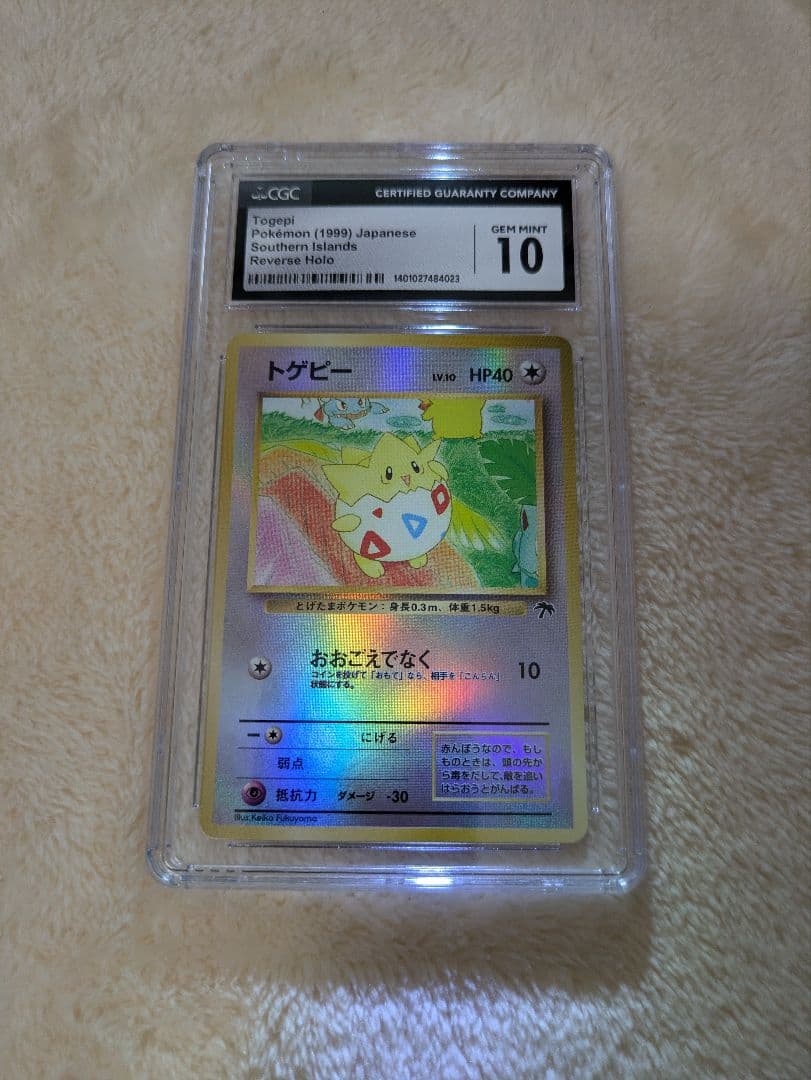 CGC
CERTIFIED GUARANTY COMPANY
Togepi
Pokémon (1999) Japanese
Southern Islands
Reverse Holo
GEM MINT
10
1401027484023
トゲピー
LV.10 HP40
とげたまポケモン:身長0.3m、体重1.5kg
おおごえでなく
10
コインを投げて「おもて」なら、相手を「こんらん」
状態にする。
にげる
弱点
抵抗力 ダメージ -30
赤んぼうなので、もし
ものときは、頭の先か
ら毒をだして、敵を追い
はらおうとがんばる。
Illus.Keiko Fukuyama